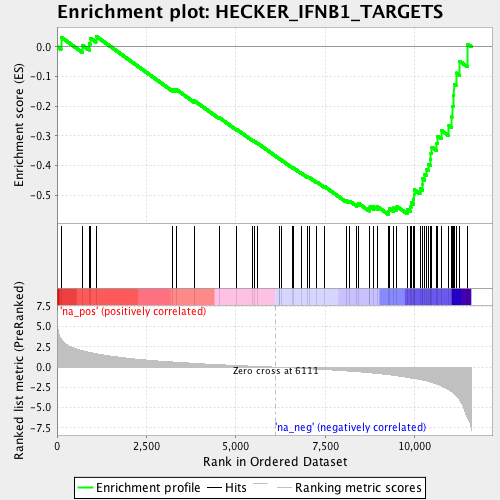 Enrichment plot: HECKER_IFNB1_TARGETS
Enrichment score (ES)
0.0
-0.1
-0.2
-0.3
-0.4
-0.5
Ranked list metric (PreRanked)
7.5
5.0
2.5
0.0
-2.5
-5.0
-7.5
'na_pos' (positively correlated)
Zero cross at 6111
'na_neg' (negatively correlated)
0 2,500 5,000 7,500 10,000
Rank in Ordered Dataset
Enrichment profile Hits Ranking metric scores